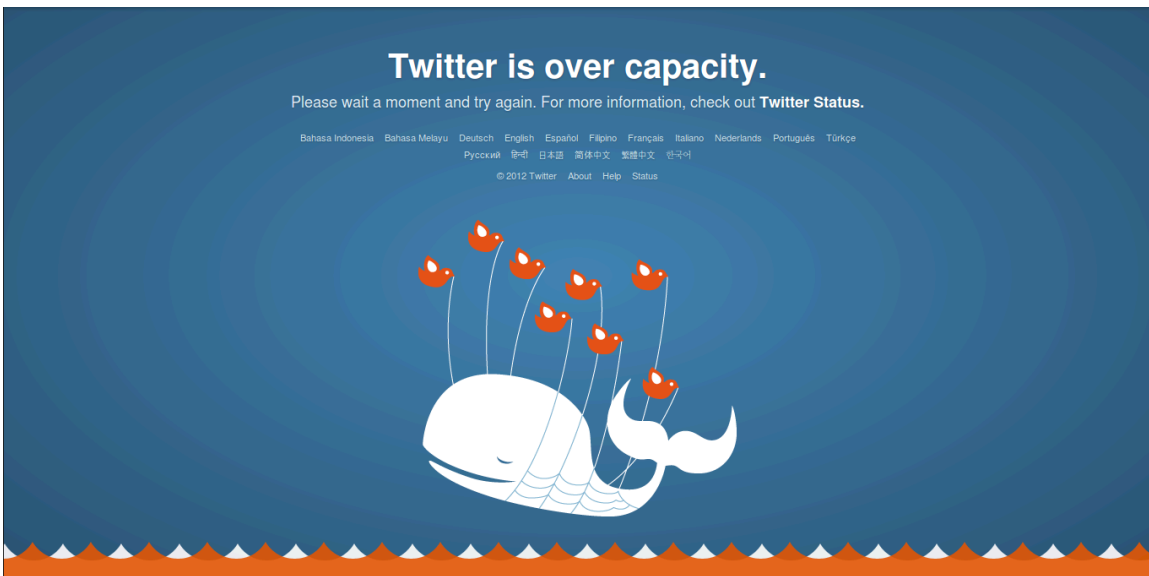 Twitter is over capacity.
Please wait a moment and try again. For more information, check out Twitter Status.
Bahasa Indonesia Bahasa Melayu Deutsch English Español Filipino Français Italiano Nederlands Português Türkçe
Русский हिन्दी 日本語 简体中文 繁體中文 한국어
© 2012 Twitter About Help Status